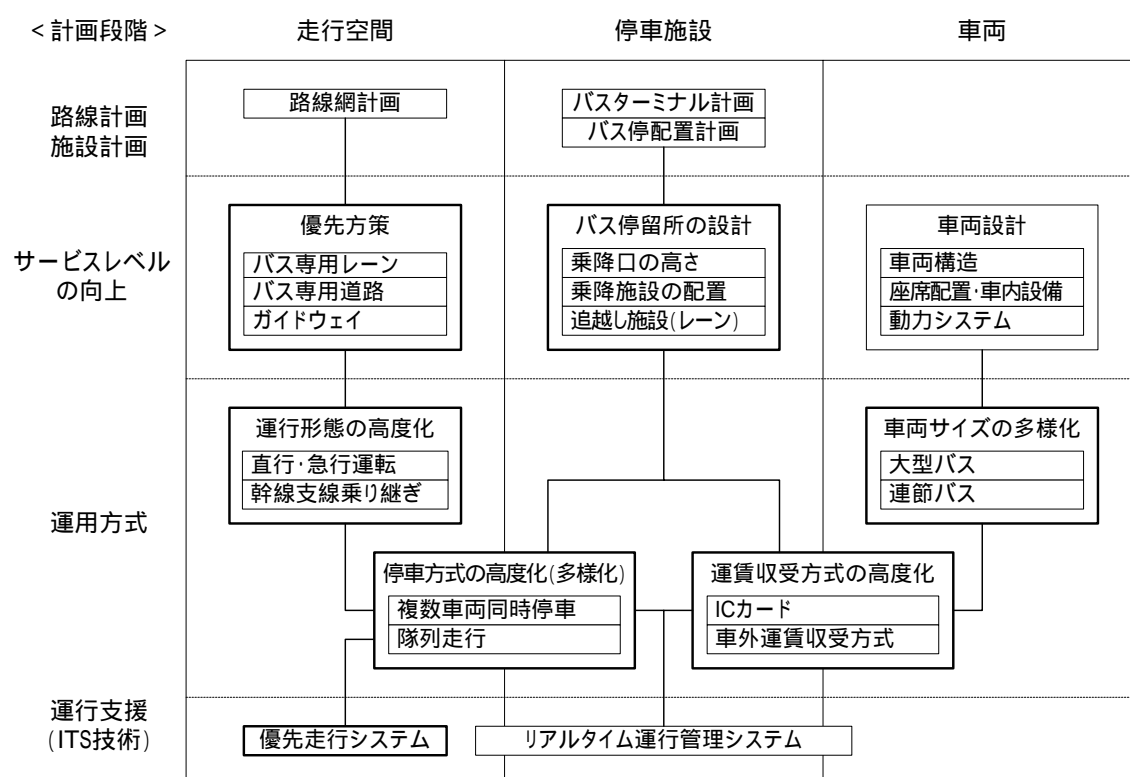 <計画段階>
走行空間
停車施設
車両
路線計画
施設計画
路線網計画
バスターミナル計画
バス停配置計画
サービスレベル
の向上
優先方策
バス専用レーン
バス専用道路
ガイドウェイ
バス停留所の設計
乗降口の高さ
乗降施設の配置
追越し施設(レーン)
車両設計
車両構造
座席配置・車内設備
動力システム
運用方式
運行形態の高度化
直行・急行運転
幹線支線乗り継ぎ
車両サイズの多様化
大型バス
連節バス
停車方式の高度化(多様化)
複数車両同時停車
隊列走行
運賃収受方式の高度化
ICカード
車外運賃収受方式
運行支援
(ITS技術)
優先走行システム
リアルタイム運行管理システム